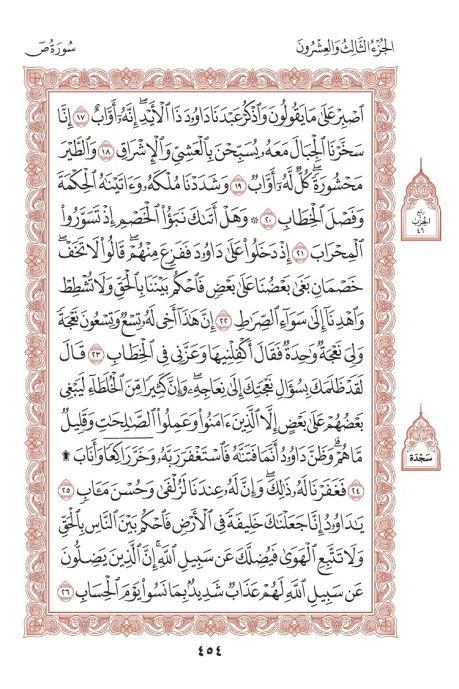 الجُزْءُ الثَّالِثُ وَالعِشْرُونَ
سُورَةُ صٓ
ٱصۡبِرۡ عَلَىٰ مَا يَقُولُونَ وَٱذۡكُرۡ عَبۡدَنَا دَاوُۥدَ ذَا ٱلۡأَيۡدِۖ إِنَّهُۥٓ أَوَّابٌ ١٧ إِنَّا
سَخَّرۡنَا ٱلۡجِبَالَ مَعَهُۥ يُسَبِّحۡنَ بِٱلۡعَشِيِّ وَٱلۡإِشۡرَاقِ ١٨ وَٱلطَّيۡرَ
مَحۡشُورَةٗۖ كُلّٞ لَّهُۥٓ أَوَّابٞ ١٩ وَشَدَدۡنَا مُلۡكَهُۥ وَءَاتَيۡنَٰهُ ٱلۡحِكۡمَةَ
وَفَصۡلَ ٱلۡخِطَابِ ٢٠ ۞ وَهَلۡ أَتَىٰكَ نَبَؤُاْ ٱلۡخَصۡمِ إِذۡ تَسَوَّرُواْ
ٱلۡمِحۡرَابَ ٢١ إِذۡ دَخَلُواْ عَلَىٰ دَاوُۥدَ فَفَزِعَ مِنۡهُمۡۖ قَالُواْ لَا تَخَفۡۖ
خَصۡمَانِ بَغَىٰ بَعۡضُنَا عَلَىٰ بَعۡضٖ فَٱحۡكُم بَيۡنَنَا بِٱلۡحَقِّ وَلَا تُشۡطِطۡ
وَٱهۡدِنَآ إِلَىٰ سَوَآءِ ٱلصِّرَٰطِ ٢٢ إِنَّ هَٰذَآ أَخِي لَهُۥ تِسۡعٞ وَتِسۡعُونَ نَعۡجَةٗ
وَلِيَ نَعۡجَةٞ وَٰحِدَةٞ فَقَالَ أَكۡفِلۡنِيهَا وَعَزَّنِي فِي ٱلۡخِطَابِ ٢٣ قَالَ
لَقَدۡ ظَلَمَكَ بِسُؤَالِ نَعۡجَتِكَ إِلَىٰ نِعَاجِهِۦۖ وَإِنَّ كَثِيرٗا مِّنَ ٱلۡخُلَطَآءِ لَيَبۡغِي
بَعۡضُهُمۡ عَلَىٰ بَعۡضٍ إِلَّا ٱلَّذِينَ ءَامَنُواْ وَعَمِلُواْ ٱلصَّٰلِحَٰتِ وَقَلِيلٞ
مَّا هُمۡۗ وَظَنَّ دَاوُۥدُ أَنَّمَا فَتَنَّٰهُ فَٱسۡتَغۡفَرَ رَبَّهُۥ وَخَرَّۤ رَاكِعٗاۤ وَأَنَابَ ۩
٢٤ فَغَفَرۡنَا لَهُۥ ذَٰلِكَۖ وَإِنَّ لَهُۥ عِندَنَا لَزُلۡفَىٰ وَحُسۡنَ مَـَٔابٖ ٢٥
يَٰدَاوُۥدُ إِنَّا جَعَلۡنَٰكَ خَلِيفَةٗ فِي ٱلۡأَرۡضِ فَٱحۡكُم بَيۡنَ ٱلنَّاسِ بِٱلۡحَقِّ
وَلَا تَتَّبِعِ ٱلۡهَوَىٰ فَيُضِلَّكَ عَن سَبِيلِ ٱللَّهِۚ إِنَّ ٱلَّذِينَ يَضِلُّونَ
عَن سَبِيلِ ٱللَّهِ لَهُمۡ عَذَابٞ شَدِيدُۢ بِمَا نَسُواْ يَوۡمَ ٱلۡحِسَابِ ٢٦
ربع
الحزب
٤٦
سَجْدَة
٤٥٤